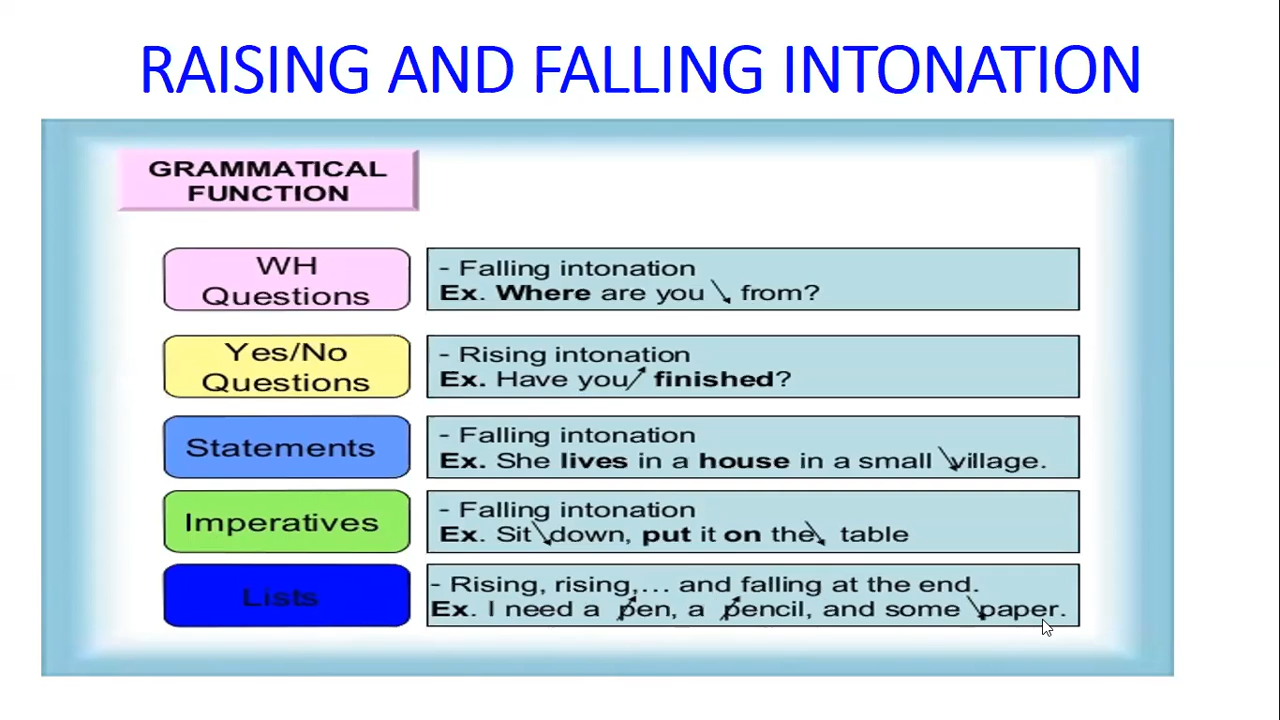 RAISING AND FALLING INTONATION
GRAMMATICAL
FUNCTION
WH
Questions
- Falling intonation
Ex. Where are you from?
Yes/No
Questions
- Rising intonation
Ex. Have you finished?
Statements
- Falling intonation
Ex. She lives in a house in a small village.
Imperatives
- Falling intonation
Ex. Sit down, put it on the table
Lists
- Rising, rising,... and falling at the end.
Ex. I need a pen, a pencil, and some paper.